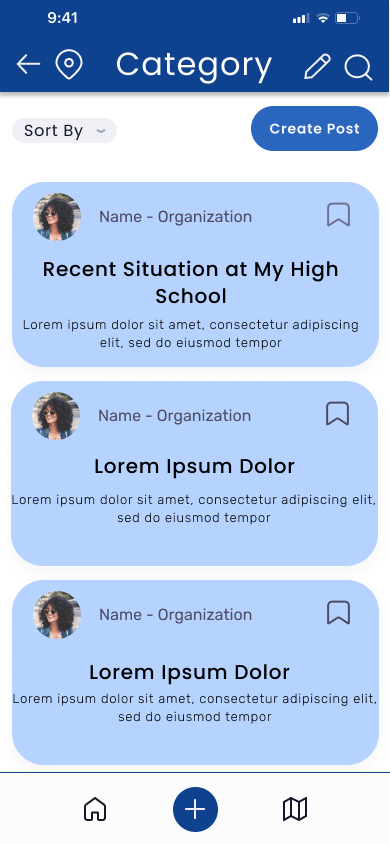 9:41
Category
Sort By
Create Post
Name - Organization
Recent Situation at My High
School
Lorem ipsum dolor sit amet, consectetur adipiscing
elit, sed do eiusmod tempor
Name - Organization
Lorem Ipsum Dolor
Lorem ipsum dolor sit amet, consectetur adipiscing elit,
sed do eiusmod tempor
Name - Organization
Lorem Ipsum Dolor
Lorem ipsum dolor sit amet, consectetur adipiscing elit,
sed do eiusmod tempor